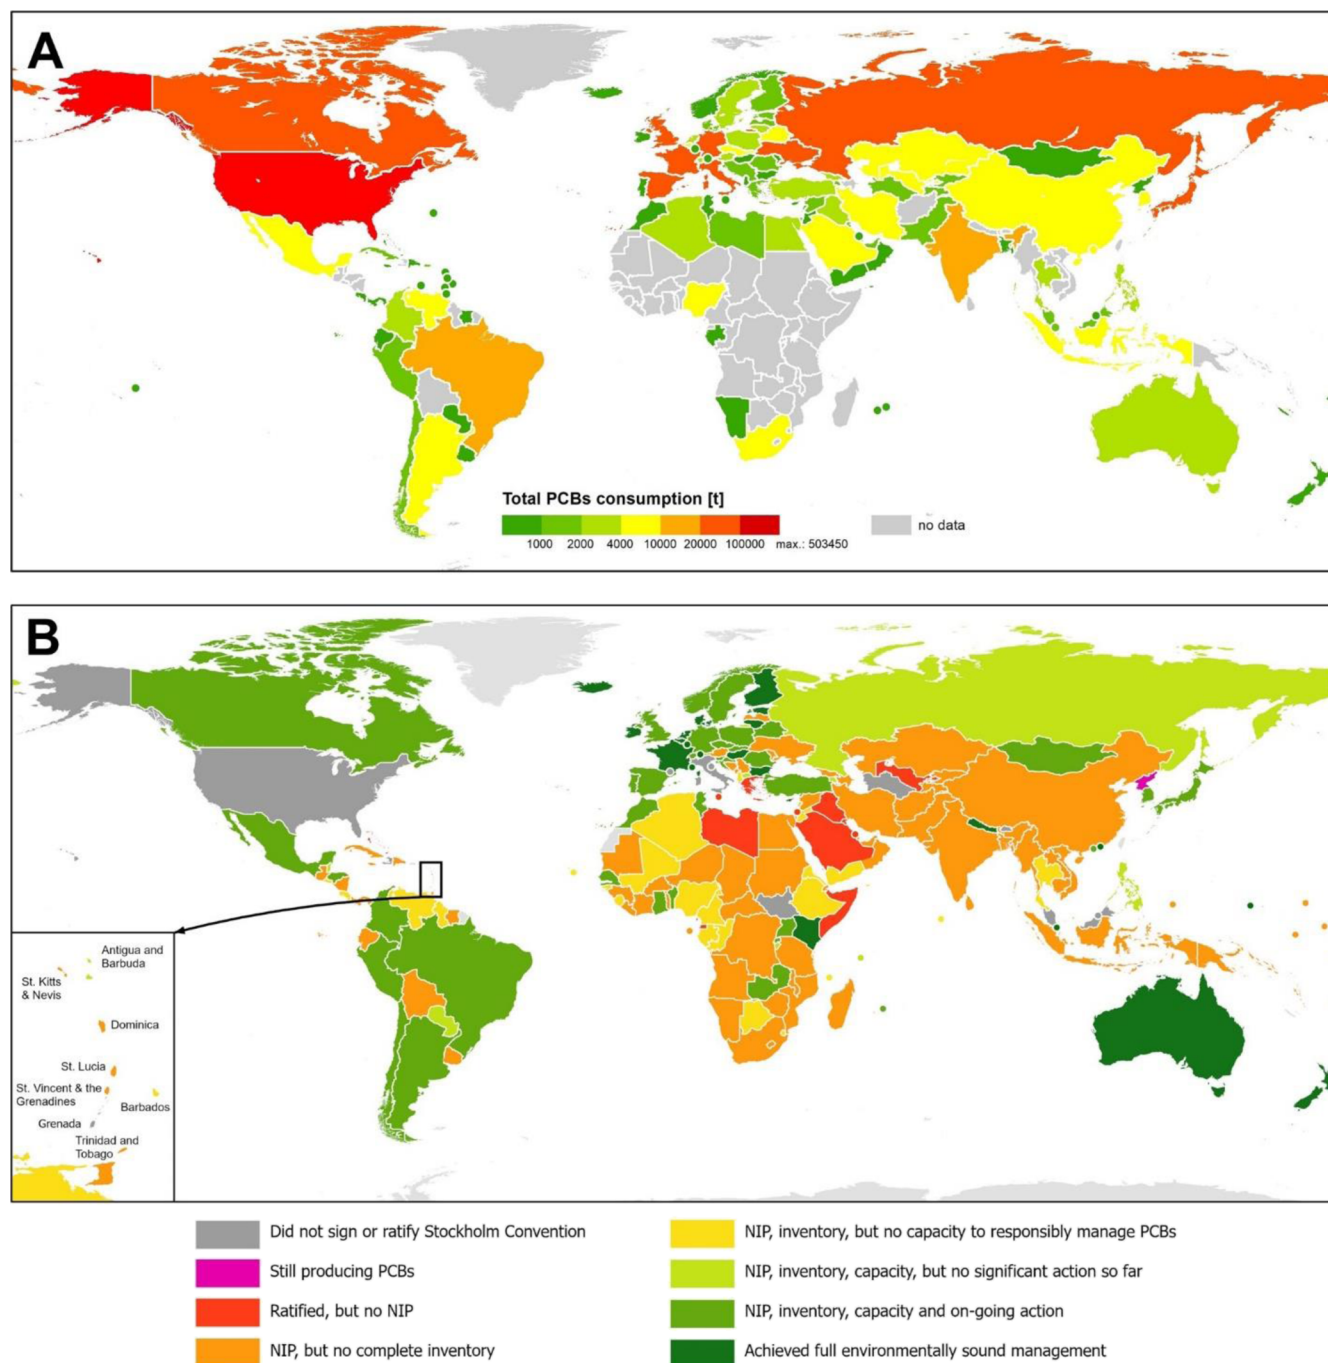 A
Total PCBs consumption [t]
1000 2000 4000 10000 20000 100000 max.: 503450
no data
B
Antigua and
Barbuda
St. Kitts
& Nevis
Dominica
St. Lucia
St. Vincent & the
Grenadines
Barbados
Grenada
Trinidad and
Tobago
Did not sign or ratify Stockholm Convention
Still producing PCBs
Ratified, but no NIP
NIP, but no complete inventory
NIP, inventory, but no capacity to responsibly manage PCBs
NIP, inventory, capacity, but no significant action so far
NIP, inventory, capacity and on-going action
Achieved full environmentally sound management